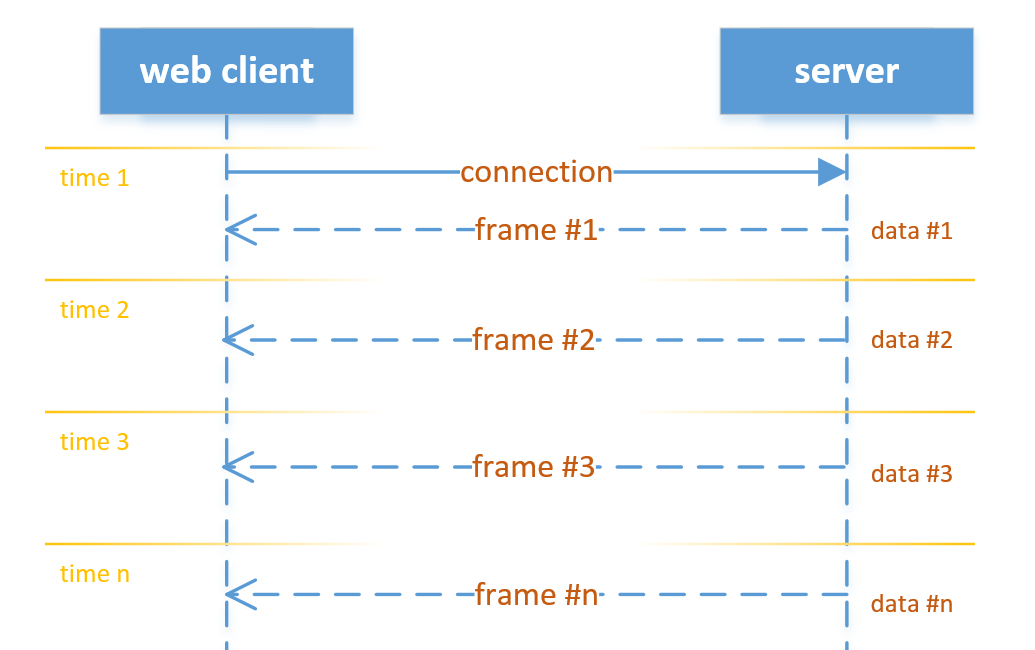 web client
server
time 1
connection
frame #1
data #1
time 2
frame #2
data #2
time 3
frame #3
data #3
time n
frame #n
data #n